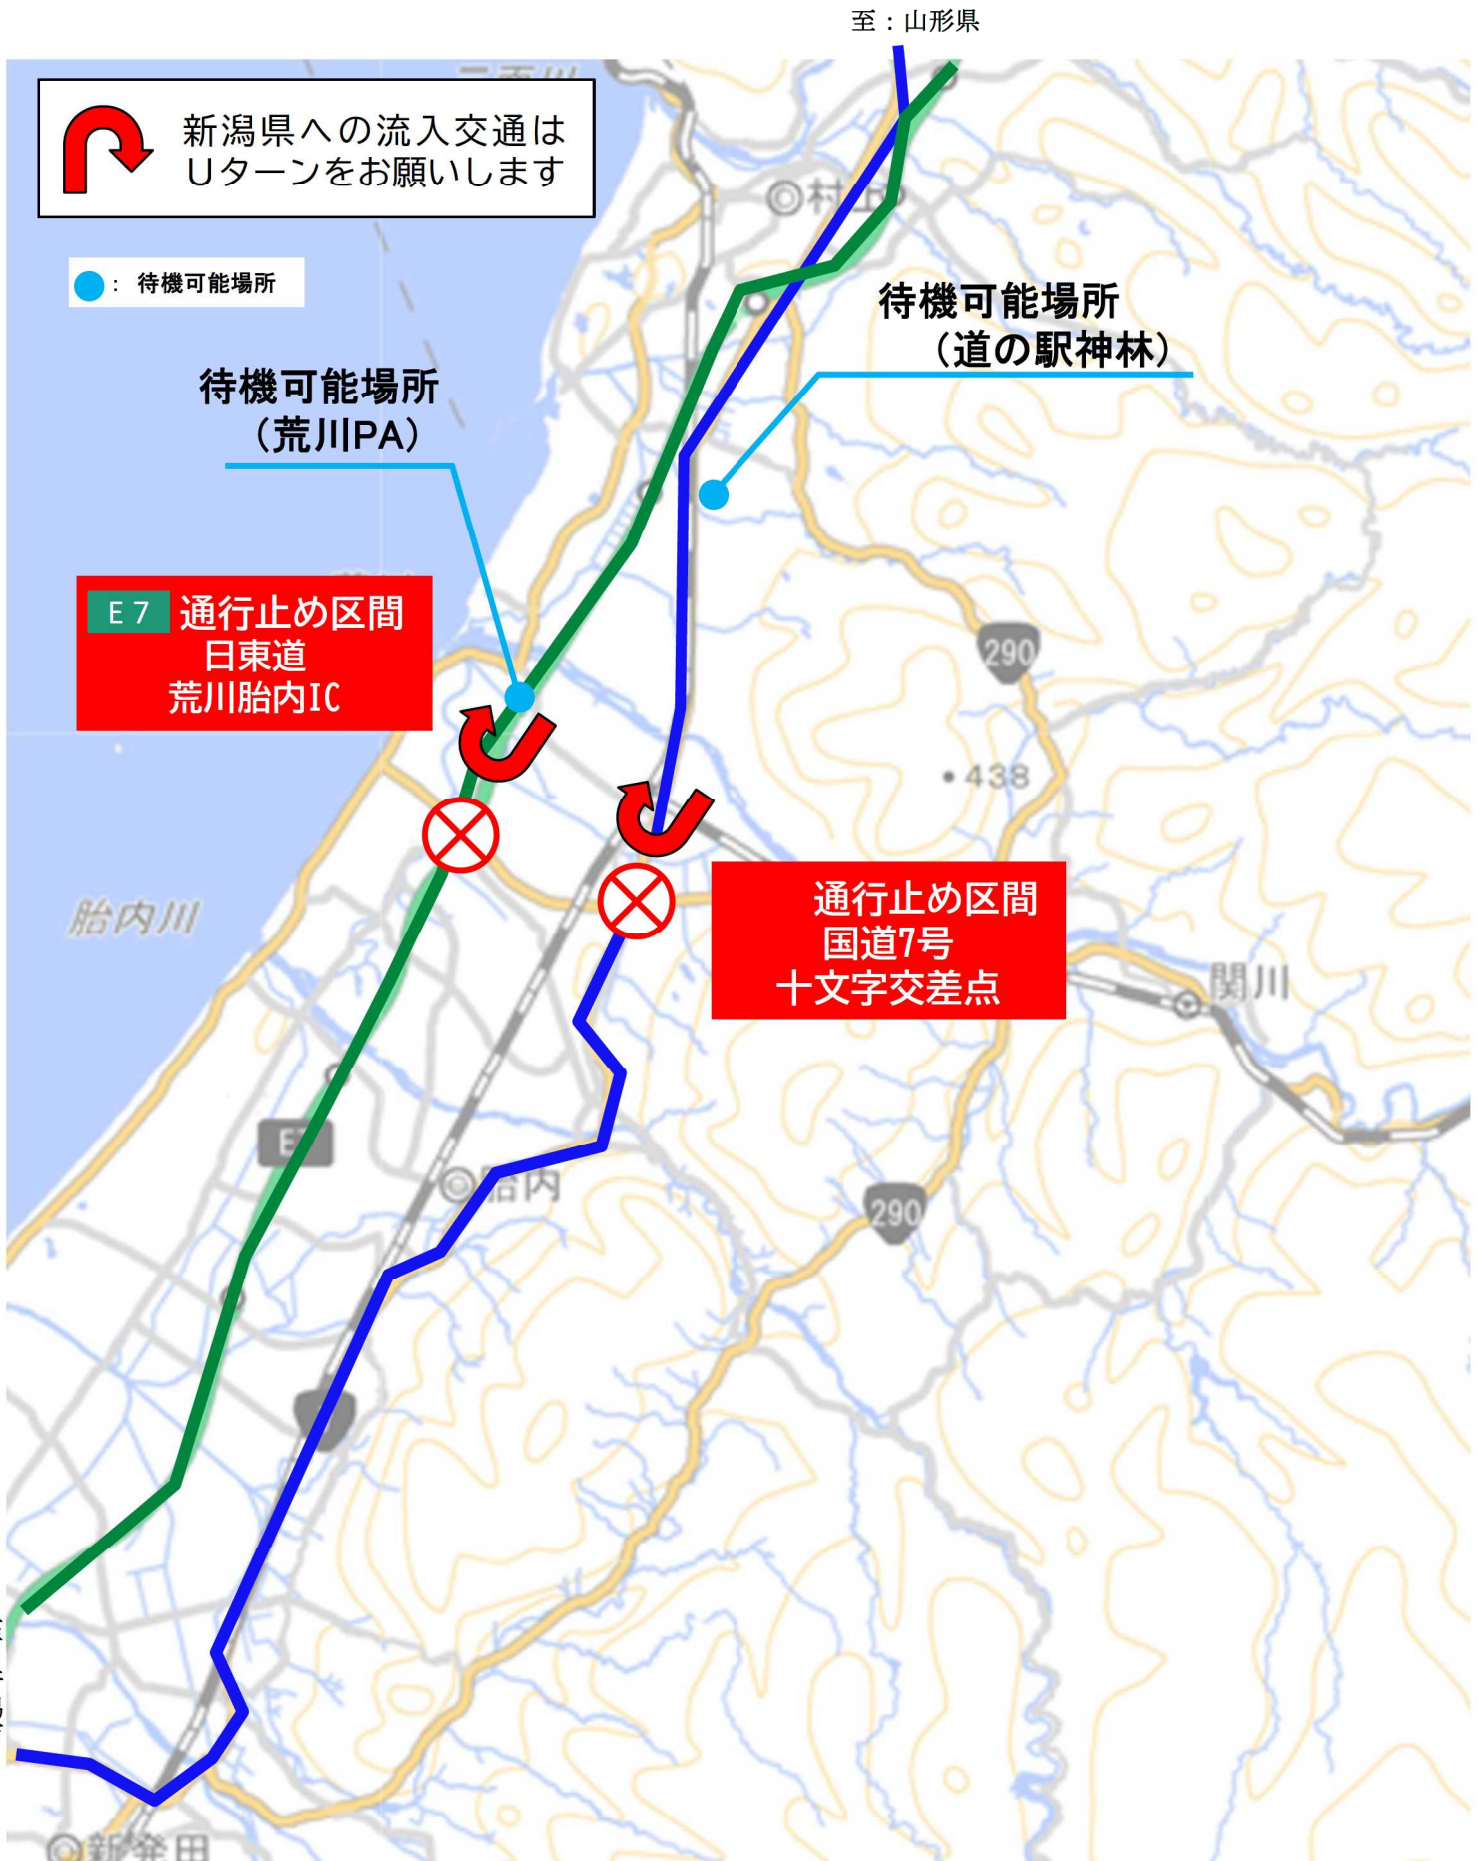 至：山形県
新潟県への流入交通は
Uターンをお願いします
： 待機可能場所
待機可能場所
（道の駅神林）
待機可能場所
（荒川PA）
E7 通行止め区間
日東道
荒川胎内IC
290
438
通行止め区間
国道7号
十文字交差点
胎内川
関川
胎内
290
新発田